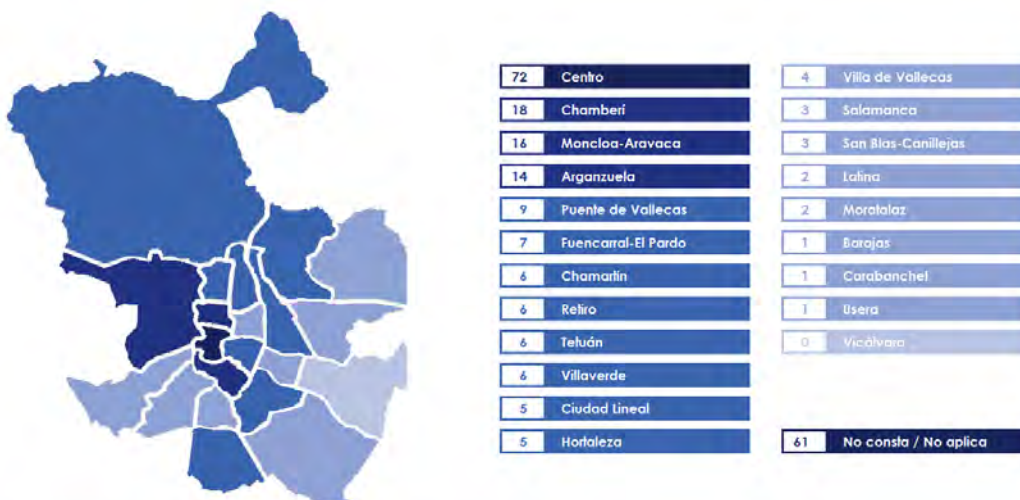 72 Centro
18 Chamberí
16 Moncloa-Aravaca
14 Arganzuela
9 Puente de Vallecas
7 Fuencarral-El Pardo
6 Chamartín
6 Retiro
6 Tetuán
6 Villaverde
5 Ciudad Lineal
5 Hortaleza
4 Villa de Vallecas
3 Salamanca
3 San Blas-Canillejas
2 Latina
2 Moratalaz
1 Barajas
1 Carabanchel
1 Usera
0 Vicálvaro
61 No consta / No aplica